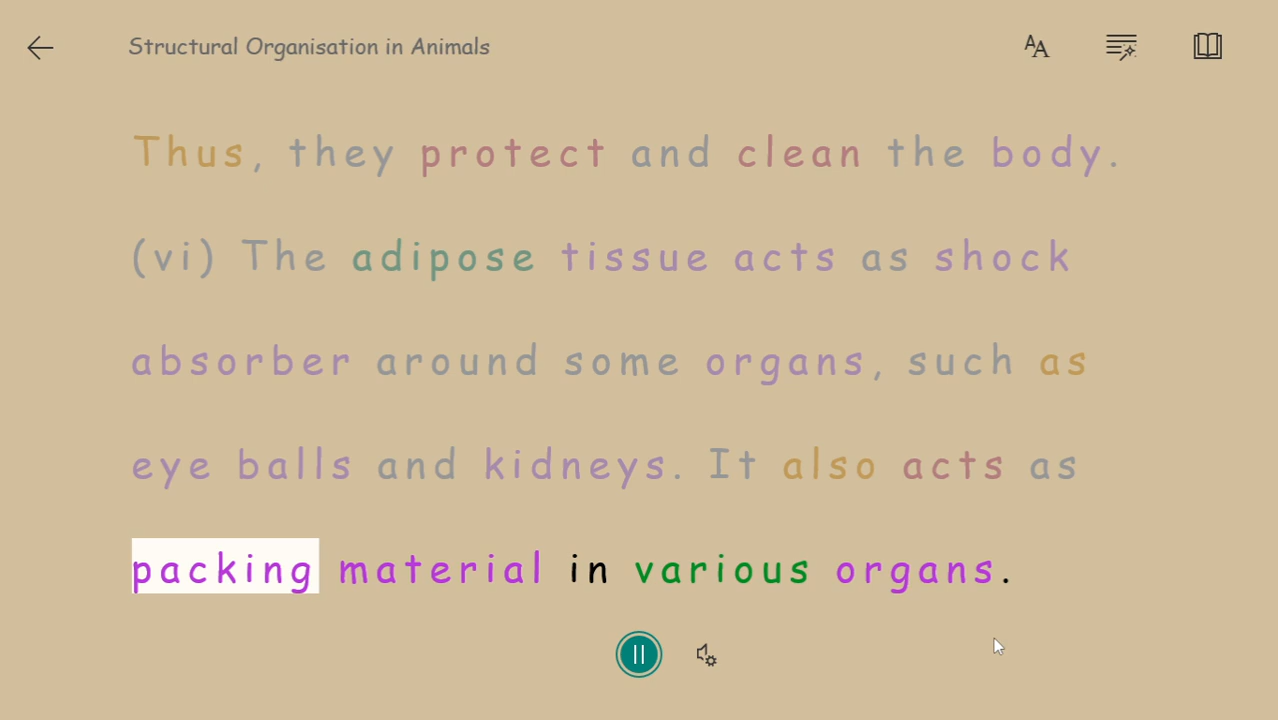 Structural Organisation in Animals
Thus, they protect and clean the body.
(vi) The adipose tissue acts as shock
absorber around some organs, such as
eye balls and kidneys. It also acts as
packing material in various organs.